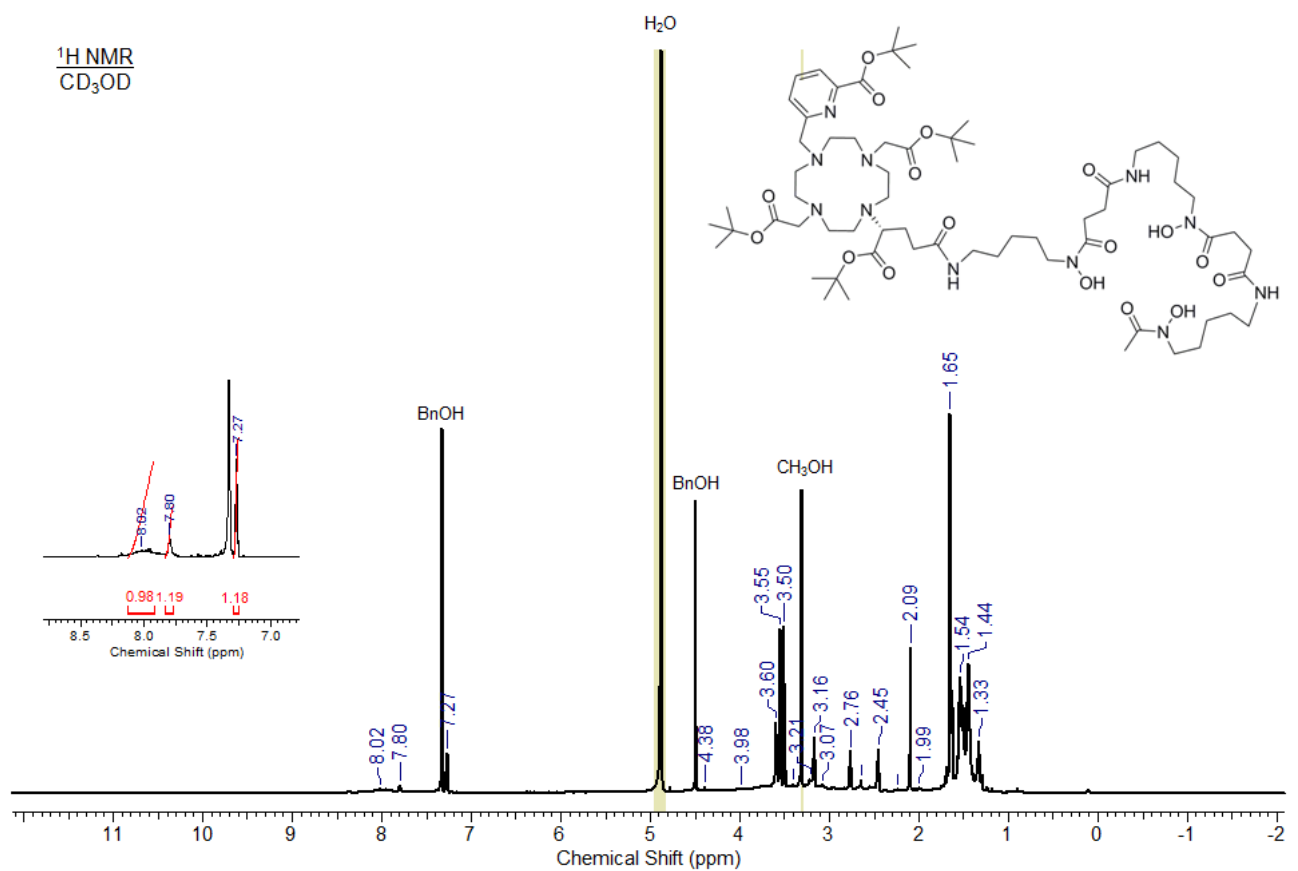 ¹H NMR
CD₃OD
H₂O
BnOH
BnOH
CH₃OH
8.02
7.80
7.27
4.38
3.98
3.60
3.55
3.50
3.21
3.16
3.07
2.76
2.45
2.09
1.99
1.65
1.54
1.44
1.33
11 10 9 8 7 6 5 4 3 2 1 0 -1 -2
Chemical Shift (ppm)
8.02
7.80
7.27
0.98 1.19 1.18
8.5 8.0 7.5 7.0
Chemical Shift (ppm)
O
O
N
N
N
O
O
O
O
N
N
O
O
O
N
H
N
OH
O
O
NH
HO
N
O
O
NH
O
N
OH